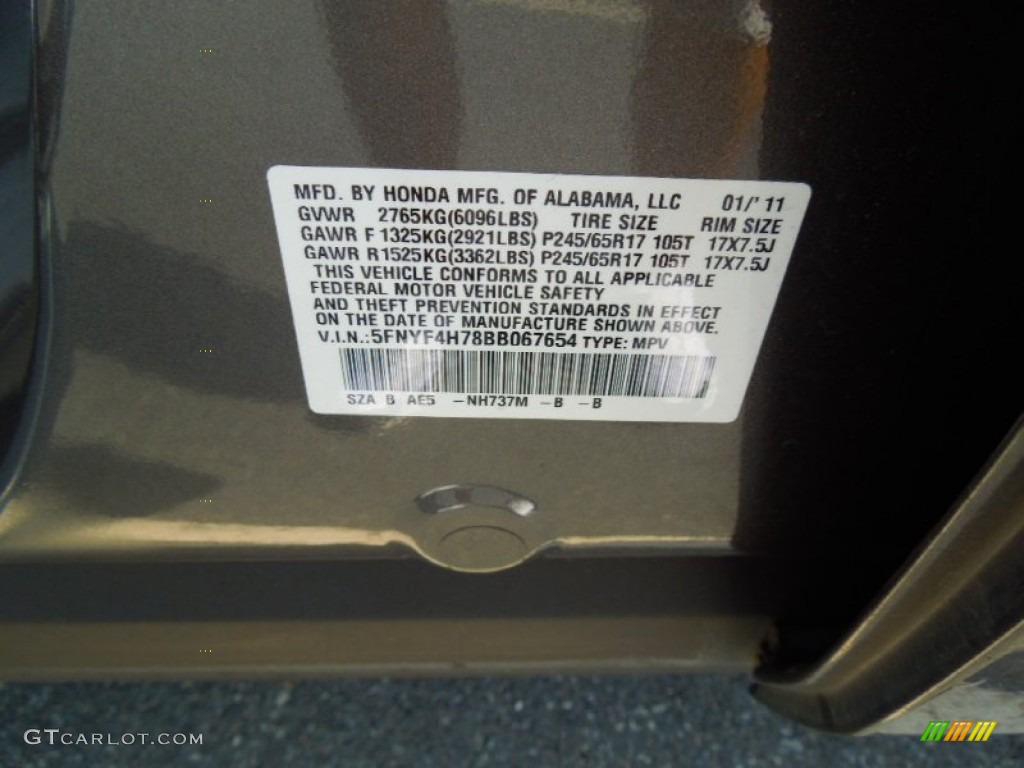 MFD. BY HONDA MFG. OF ALABAMA, LLC 01/' 11
GVWR 2765KG(6096LBS) TIRE SIZE RIM SIZE
GAWR F 1325KG(2921LBS) P245/65R17 105T 17X7.5J
GAWR R1525KG(3362LBS) P245/65R17 105T 17X7.5J
THIS VEHICLE CONFORMS TO ALL APPLICABLE
FEDERAL MOTOR VEHICLE SAFETY
AND THEFT PREVENTION STANDARDS IN EFFECT
ON THE DATE OF MANUFACTURE SHOWN ABOVE.
V.I.N.:5FNYF4H78BB067654 TYPE: MPV
SZA B AE5 -NH737M -B -B
GTCARLOT.COM